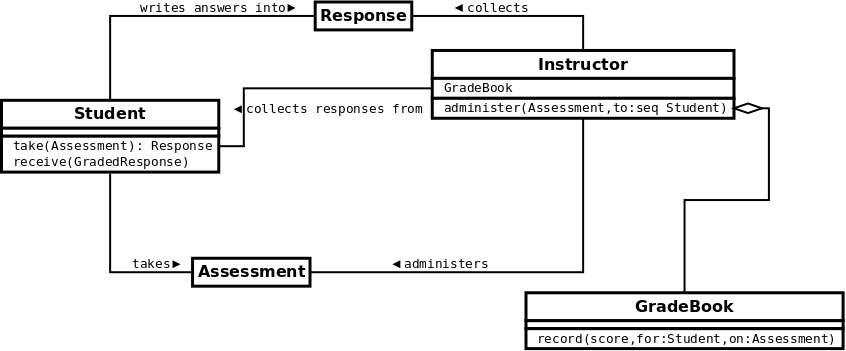 writes answers into►
Response
◄collects
Instructor
GradeBook
administer(Assessment,to:seq Student)
Student
take(Assessment): Response
receive(GradedResponse)
◄collects responses from
takes►
Assessment
◄administers
GradeBook
record(score,for:Student,on:Assessment)